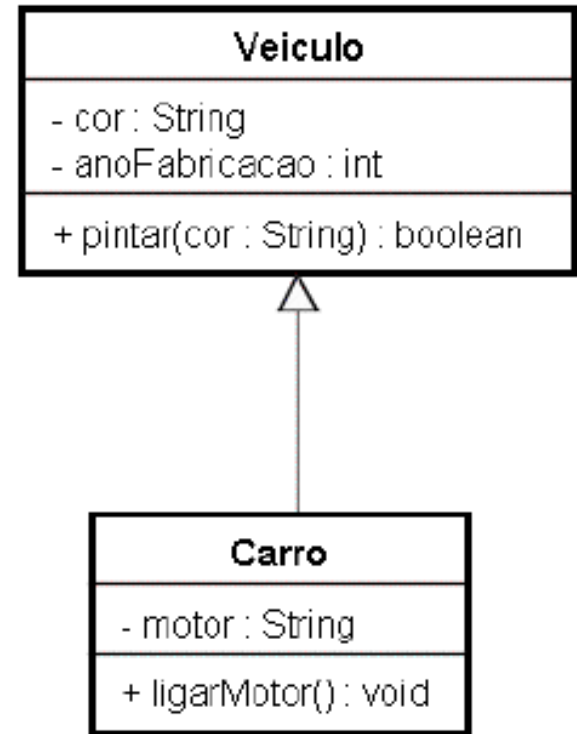 Veiculo
- cor : String
- anoFabricacao : int
+ pintar(cor : String) : boolean
Carro
- motor : String
+ ligarMotor() : void